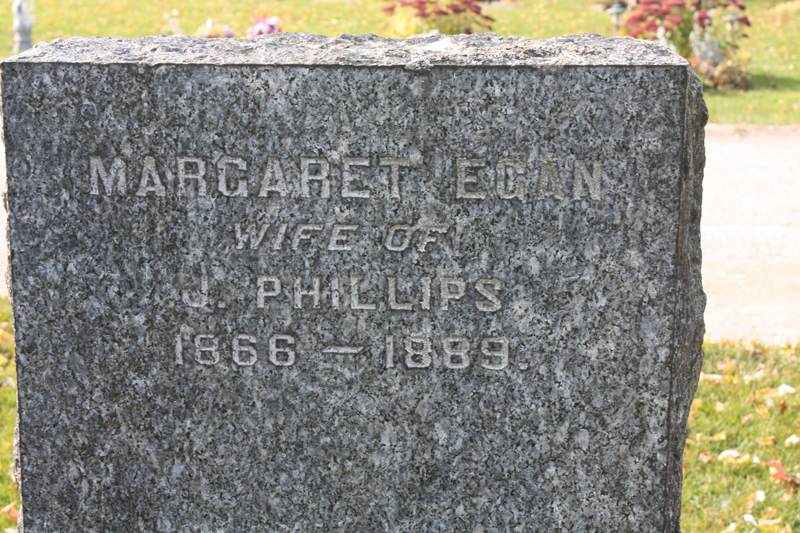 MARGARET EGAN
WIFE OF
J. PHILLIPS
1866 — 1889.